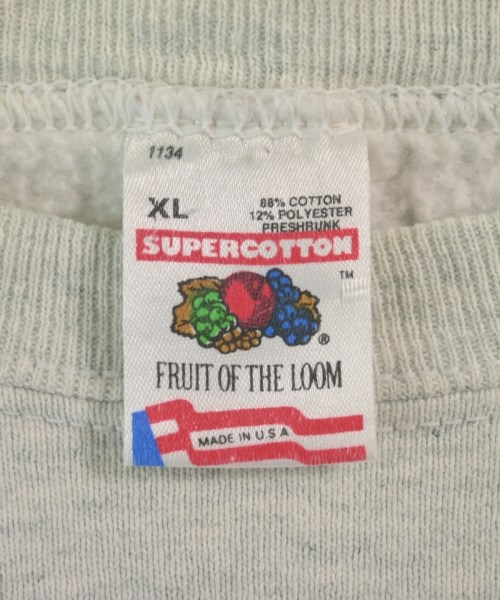 1134
XL
88% COTTON
12% POLYESTER
PRESHRUNK
SUPERCOTTON
TM
®
FRUIT OF THE LOOM
MADE IN U S A